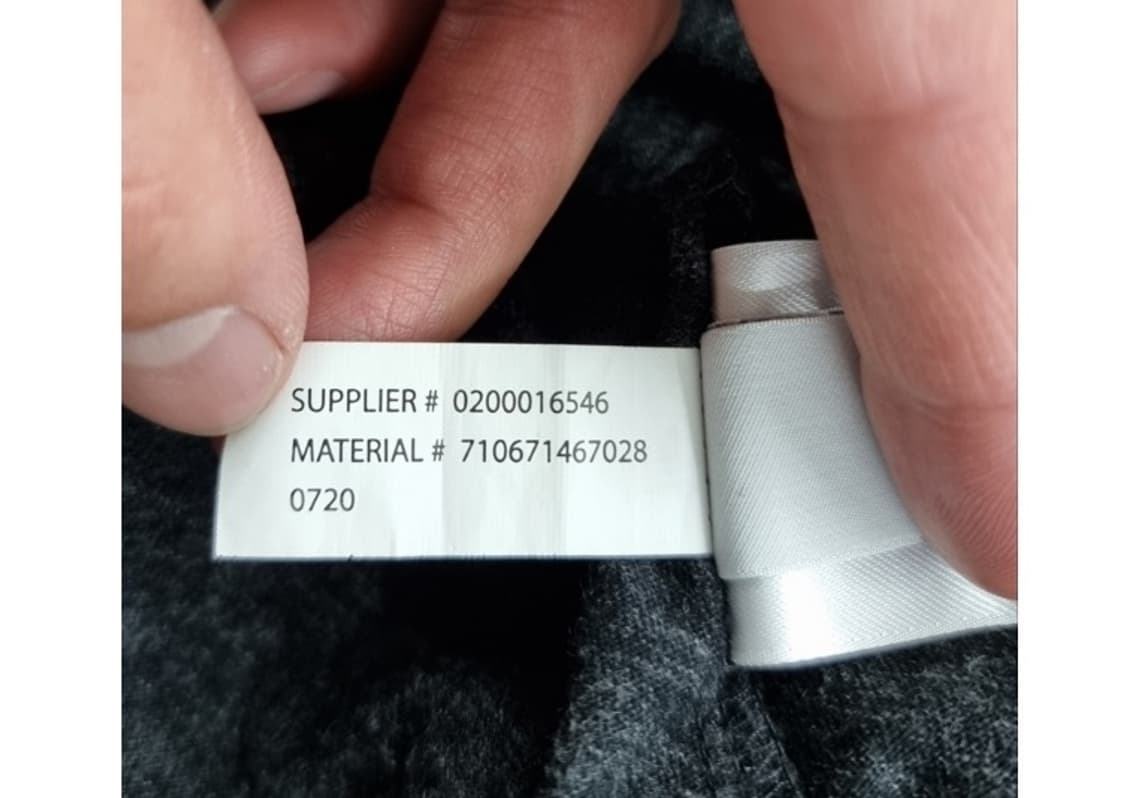 SUPPLIER # 0200016546
MATERIAL # 710671467028
0720